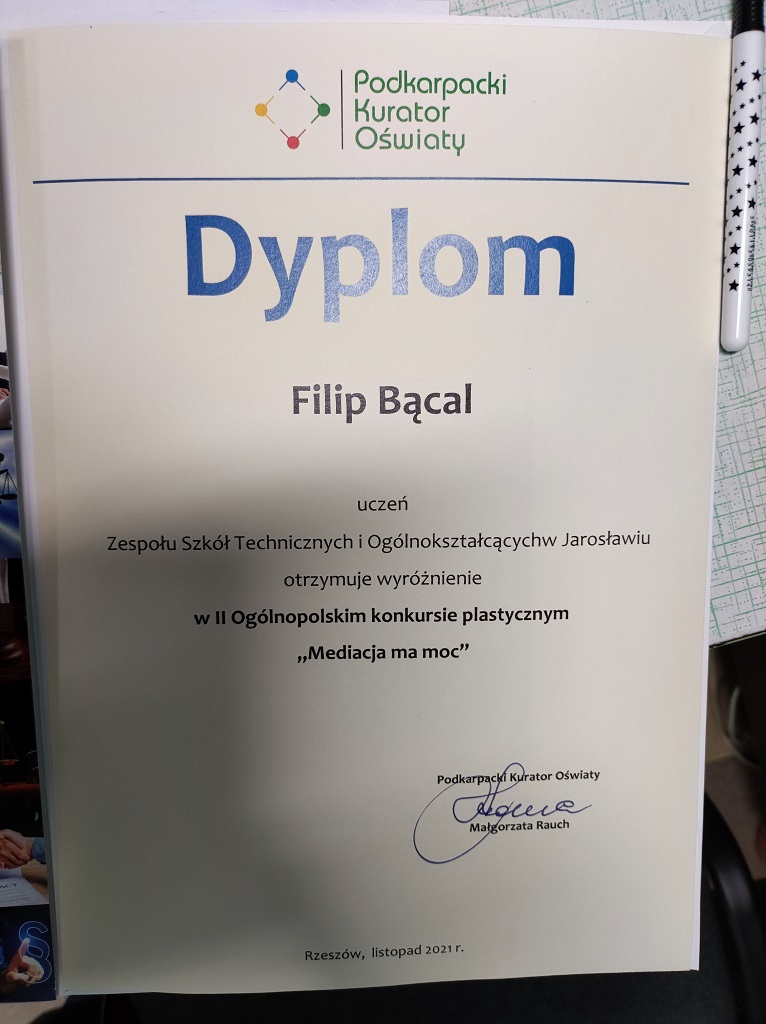 Podkarpacki
Kurator
Oświaty
Dyplom
Filip Bącal
uczeń
Zespołu Szkół Technicznych i Ogólnokształcącychw Jarosławiu
otrzymuje wyróżnienie
w II Ogólnopolskim konkursie plastycznym
„Mediacja ma moc”
Podkarpacki Kurator Oświaty
Małgorzata Rauch
Rzeszów, listopad 2021 r.